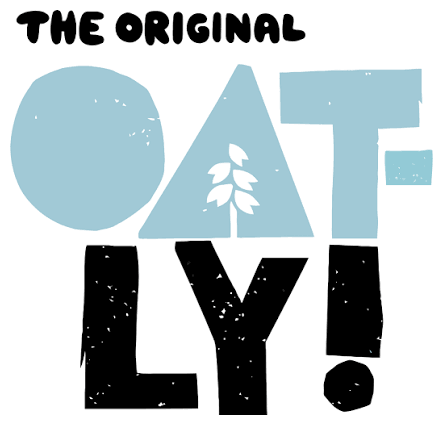 THE ORIGINAL
OAT-
LY!